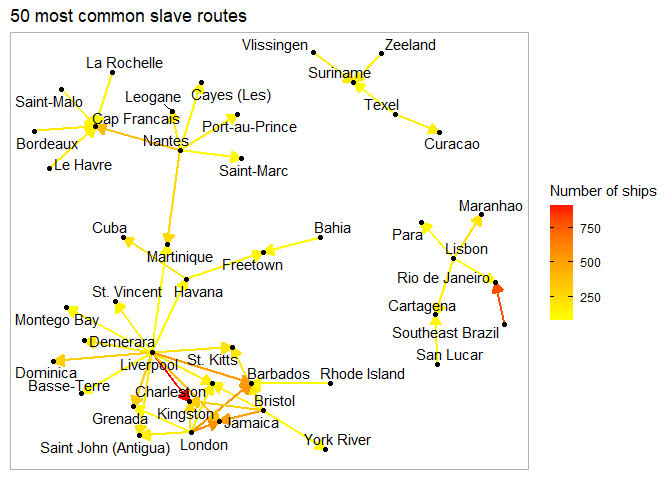 50 most common slave routes
Vlissingen
Zeeland
La Rochelle
Suriname
Saint-Malo
Leogane
Cayes (Les)
Texel
Cap Francais
Port-au-Prince
Bordeaux
Nantes
Curacao
Le Havre
Saint-Marc
Number of ships
Maranhao
Cuba
Bahia
Para
750
Martinique
Freetown
Lisbon
500
Rio de Janeiro
St. Vincent
Havana
250
Montego Bay
Cartagena
Southeast Brazil
Demerara
St. Kitts
San Lucar
Liverpool
Dominica
Barbados
Rhode Island
Basse-Terre
Charleston
Bristol
Grenada
Kingston
Jamaica
Saint John (Antigua)
London
York River